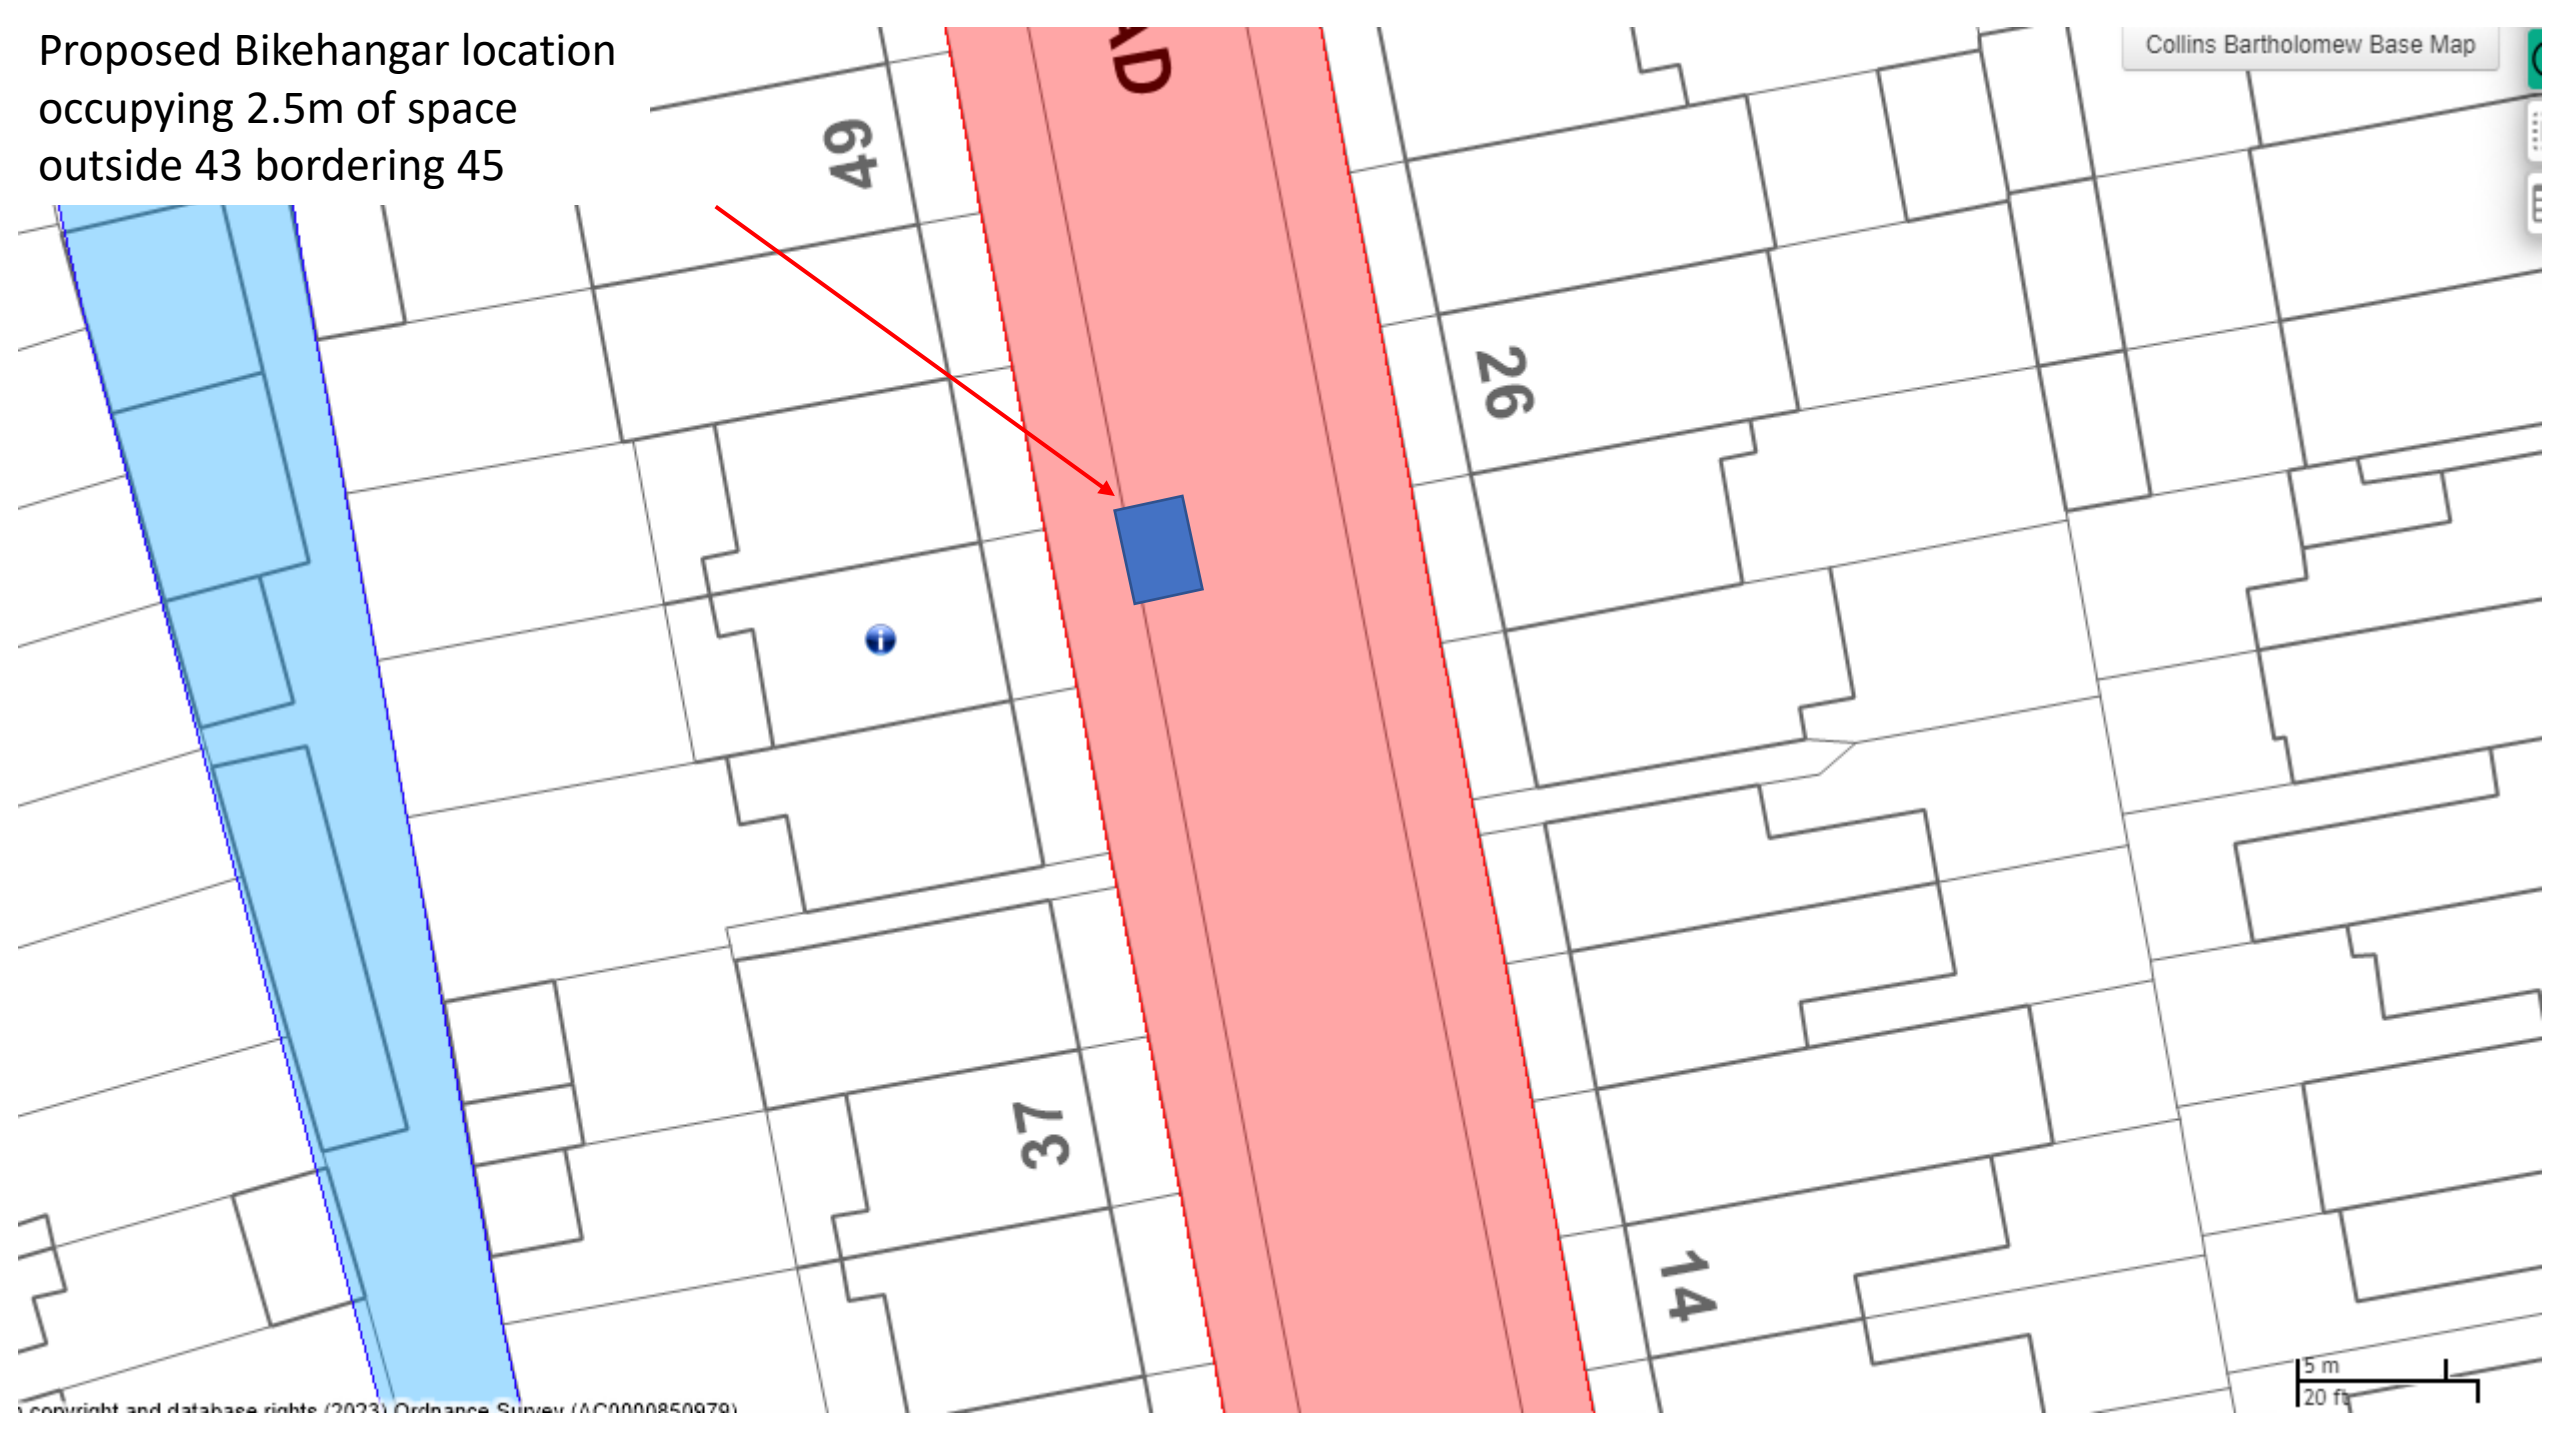 Proposed Bikehangar location
occupying 2.5m of space
outside 43 bordering 45
Collins Bartholomew Base Map
AD
49
26
37
14
5 m
20 ft
copyright and database rights (2023) Ordnance Survey (AC0000850979)